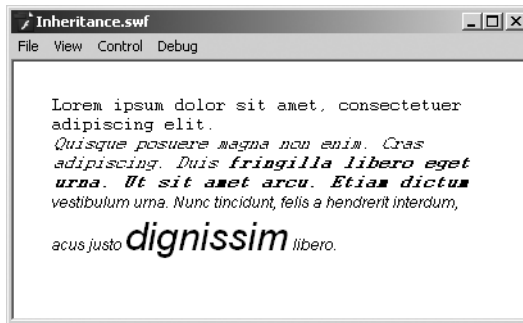 Inheritance.swf
File View Control Debug
Lorem ipsum dolor sit amet, consectetuer
adipiscing elit.
Quisque posuere magna non enim. Cras
adipiscing. Duis fringilla libero eget
urna. Ut sit amet arcu. Etiam dictum
vestibulum urna. Nunc tincidunt, felis a hendrerit interdum,
acus justo dignissim libero.